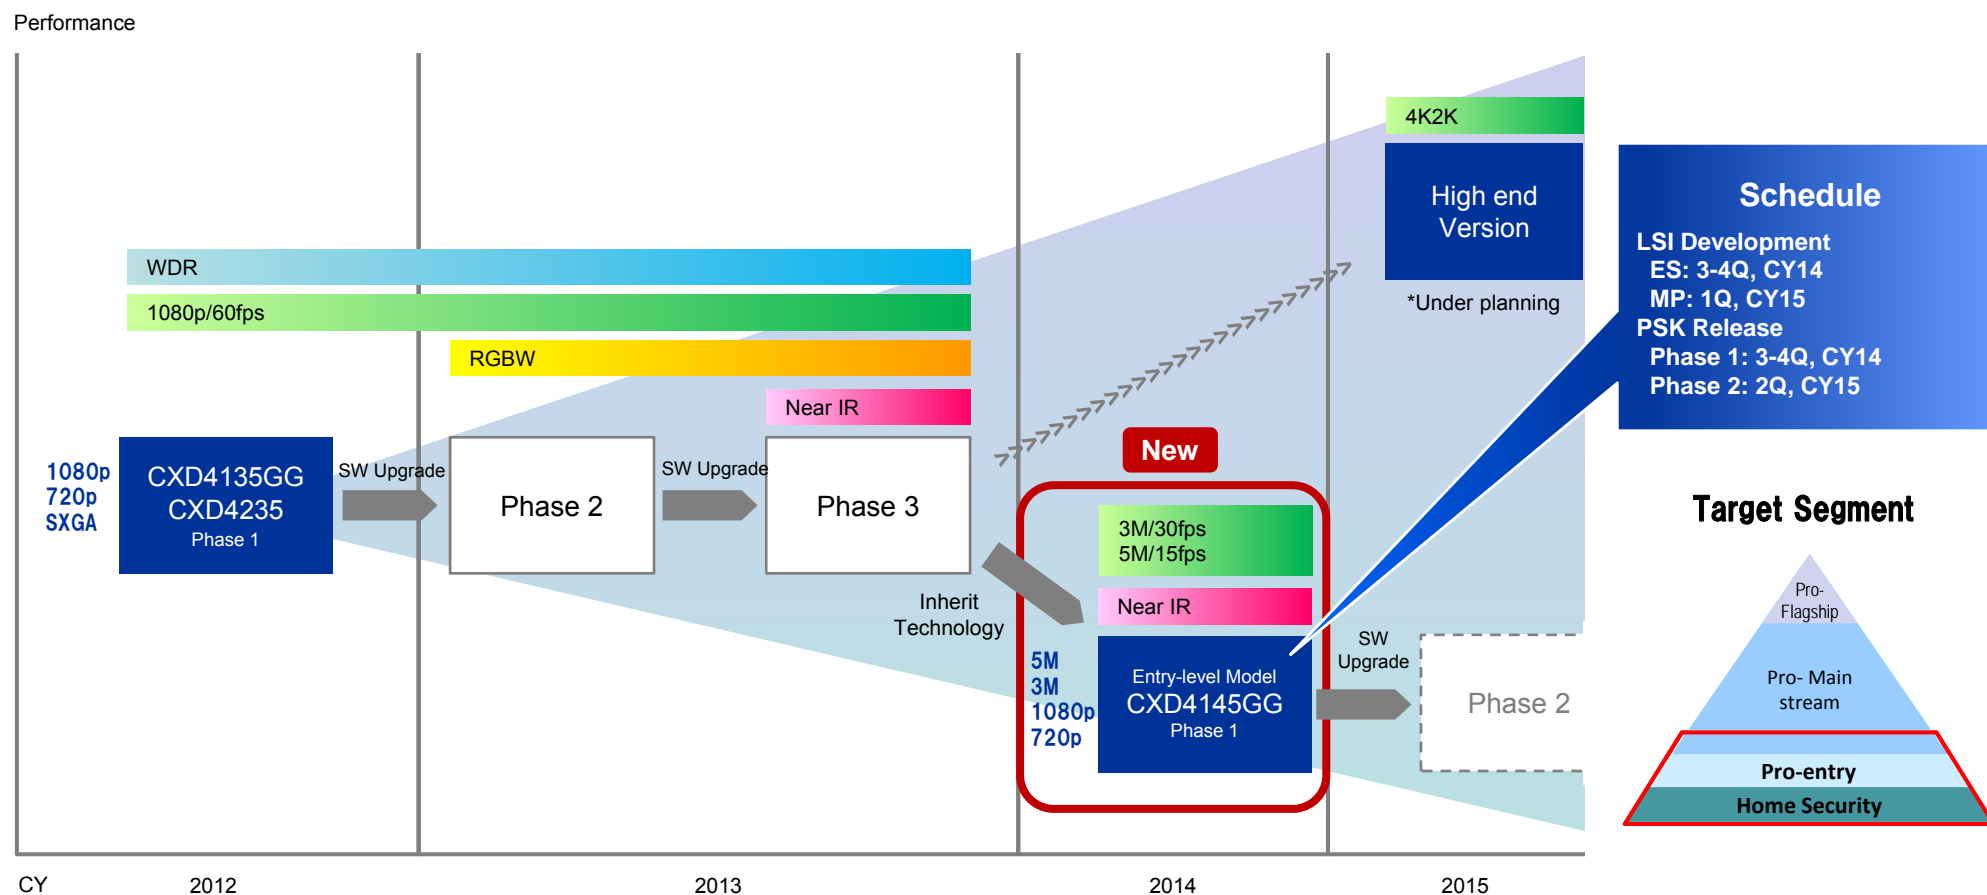 Performance
4K2K
High end
Version
*Under planning
WDR
1080p/60fps
RGBW
Near IR
1080p
720p
SXGA
CXD4135GG
CXD4235
Phase 1
SW Upgrade
Phase 2
SW Upgrade
Phase 3
Inherit
Technology
New
3M/30fps
5M/15fps
Near IR
5M
3M
1080p
720p
Entry-level Model
CXD4145GG
Phase 1
SW
Upgrade
Phase 2
Schedule
LSI Development
ES: 3-4Q, CY14
MP: 1Q, CY15
PSK Release
Phase 1: 3-4Q, CY14
Phase 2: 2Q, CY15
Target Segment
Pro-
Flagship
Pro- Main
stream
Pro-entry
Home Security
CY
2012
2013
2014
2015